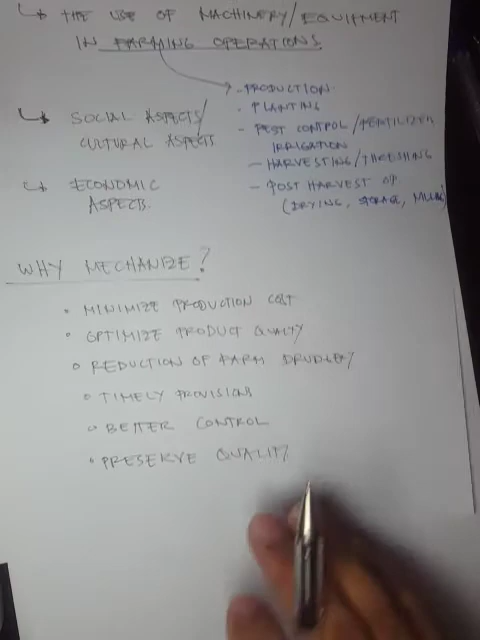 ↳ THE USE OF MACHINERY/EQUIPMENT
IN FARMING OPERATIONS
- PRODUCTION
- PLANTING
- PEST CONTROL/FERTILIZER
IRRIGATION
- HARVESTING/THRESHING
- POST HARVEST OP
(DRYING, STORAGE, MILLING)
↳ SOCIAL ASPECTS/
CULTURAL ASPECTS
↳ ECONOMIC
ASPECTS.
WHY MECHANIZE?
• MINIMIZE PRODUCTION COST
• OPTIMIZE PRODUCT QUALITY
• REDUCTION OF FARM DRUDGERY
• TIMELY PROVISIONS
• BETTER CONTROL
• PRESERVE QUALITY